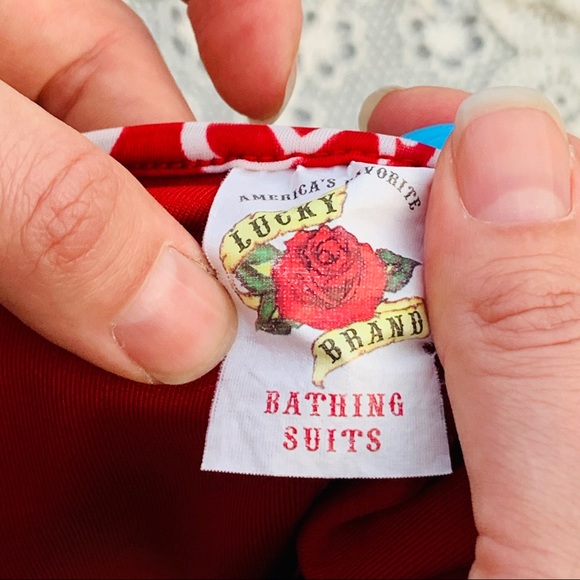 AMERICA'S FAVORITE
LUCKY
BRAND
BATHING
SUITS